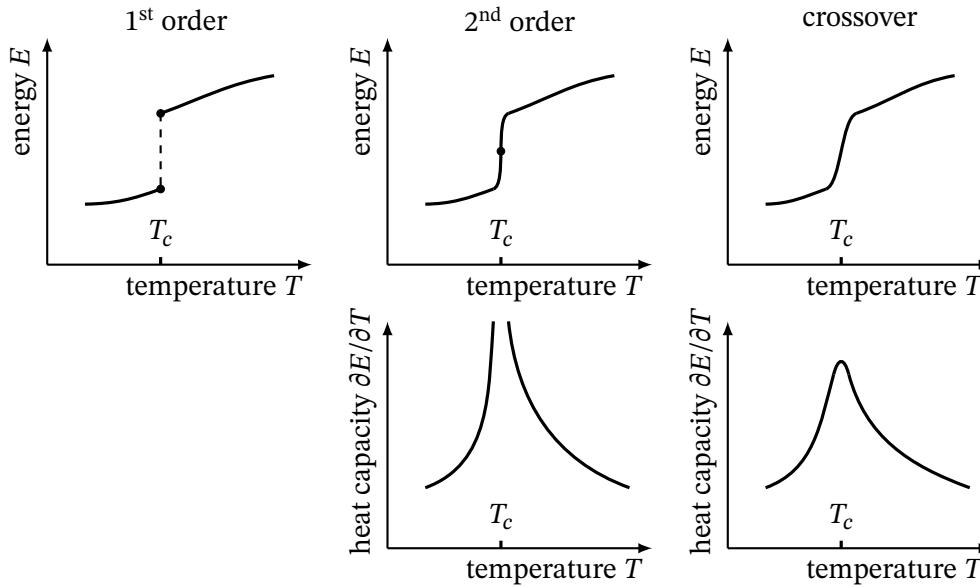 1st order
2nd order
crossover
energy E
T_c
temperature T
energy E
T_c
temperature T
energy E
T_c
temperature T
heat capacity ∂E/∂T
T_c
temperature T
heat capacity ∂E/∂T
T_c
temperature T